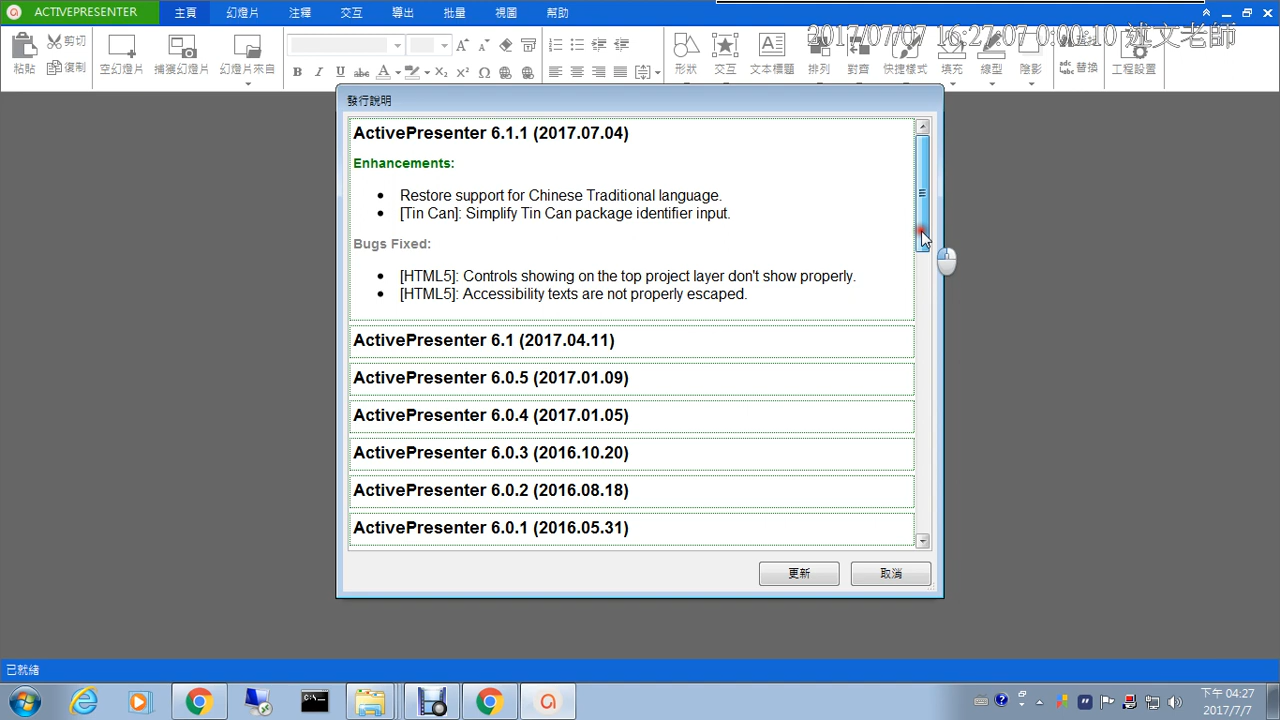 ACTIVEPRESENTER 主頁 幻燈片 注釋 交互 導出 批量 視圖 幫助
2017/07/07 16:27:07 0:00:10 述文老師
粘貼 剪切 複製 空幻燈片 捕獲幻燈片 幻燈片來自
B I U abc A X₂ X² Ω
形狀 交互 文本標題 排列 對齊 快捷樣式 填充 線型 陰影 替換 工程設置
發行說明
ActivePresenter 6.1.1 (2017.07.04)
Enhancements:
Restore support for Chinese Traditional language.
[Tin Can]: Simplify Tin Can package identifier input.
Bugs Fixed:
[HTML5]: Controls showing on the top project layer don't show properly.
[HTML5]: Accessibility texts are not properly escaped.
ActivePresenter 6.1 (2017.04.11)
ActivePresenter 6.0.5 (2017.01.09)
ActivePresenter 6.0.4 (2017.01.05)
ActivePresenter 6.0.3 (2016.10.20)
ActivePresenter 6.0.2 (2016.08.18)
ActivePresenter 6.0.1 (2016.05.31)
更新 取消
已就緒
下午 04:27
2017/7/7